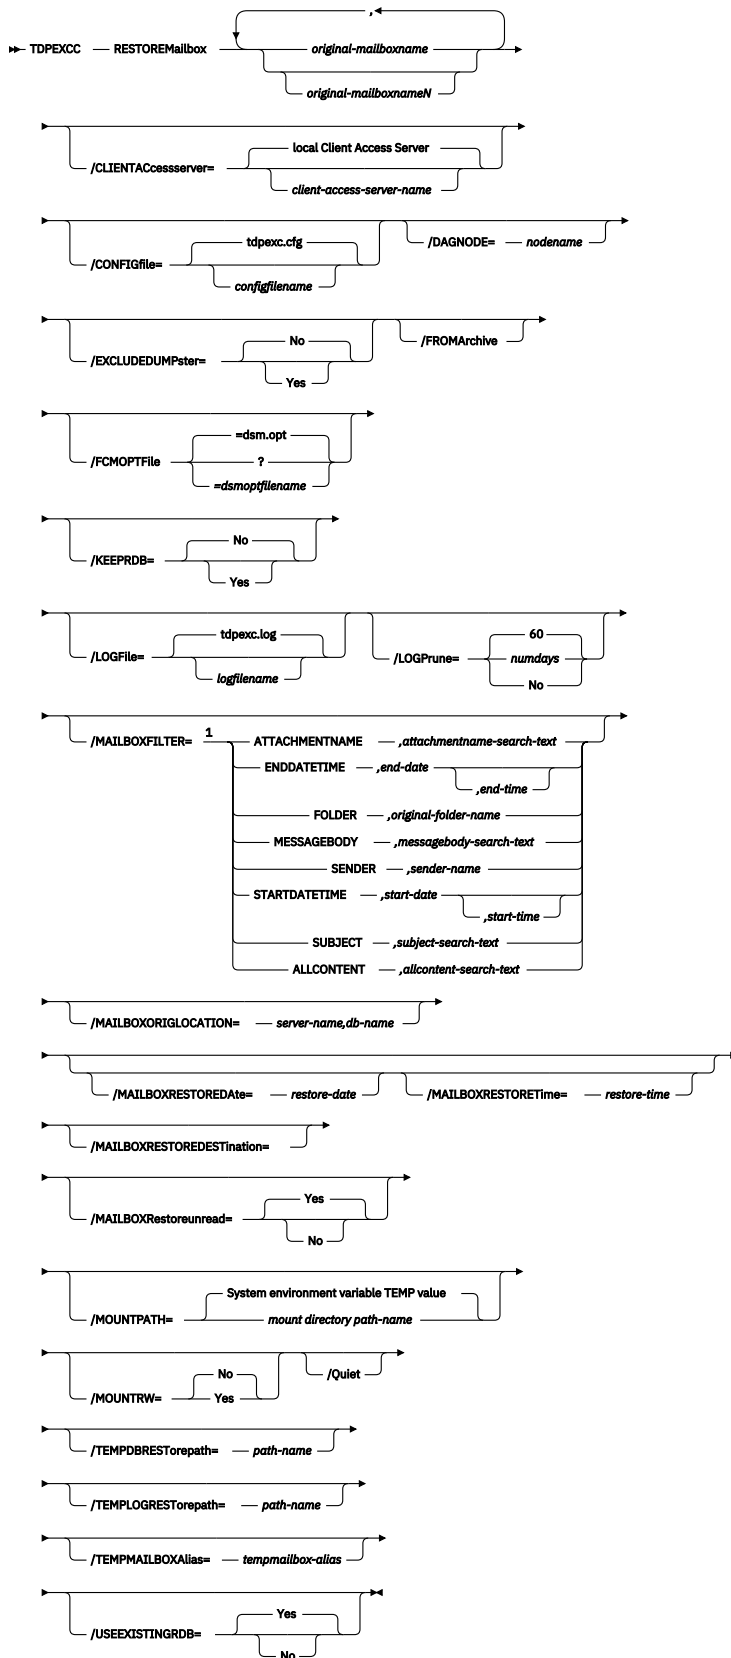 ,
TDPEXCC RESTOREMailbox original-mailboxname
original-mailboxnameN
local Client Access Server
/CLIENTACcessserver=
client-access-server-name
tdpexc.cfg
/CONFIGfile=
configfilename
/DAGNODE= nodename
No
/EXCLUDEDUMPster=
Yes
/FROMArchive
=dsm.opt
/FCMOPTFile ?
=dsmoptfilename
No
/KEEPRDB=
Yes
tdpexc.log
/LOGFile=
logfilename
60
/LOGPrune= numdays
No
/MAILBOXFILTER= 1 ATTACHMENTNAME ,attachmentname-search-text
ENDDATETIME ,end-date
,end-time
FOLDER ,original-folder-name
MESSAGEBODY ,messagebody-search-text
SENDER ,sender-name
STARTDATETIME ,start-date
,start-time
SUBJECT ,subject-search-text
ALLCONTENT ,allcontent-search-text
/MAILBOXORIGLOCATION= server-name,db-name
/MAILBOXRESTOREDAte= restore-date /MAILBOXRESTORETime= restore-time
/MAILBOXRESTOREDESTination=
Yes
/MAILBOXRestoreunread=
No
System environment variable TEMP value
/MOUNTPATH= mount directory path-name
No
/MOUNTRW= Yes
/Quiet
/TEMPDBRESTorepath= path-name
/TEMPLOGRESTorepath= path-name
/TEMPMAILBOXAlias= tempmailbox-alias
Yes
/USEEXISTINGRDB=
No